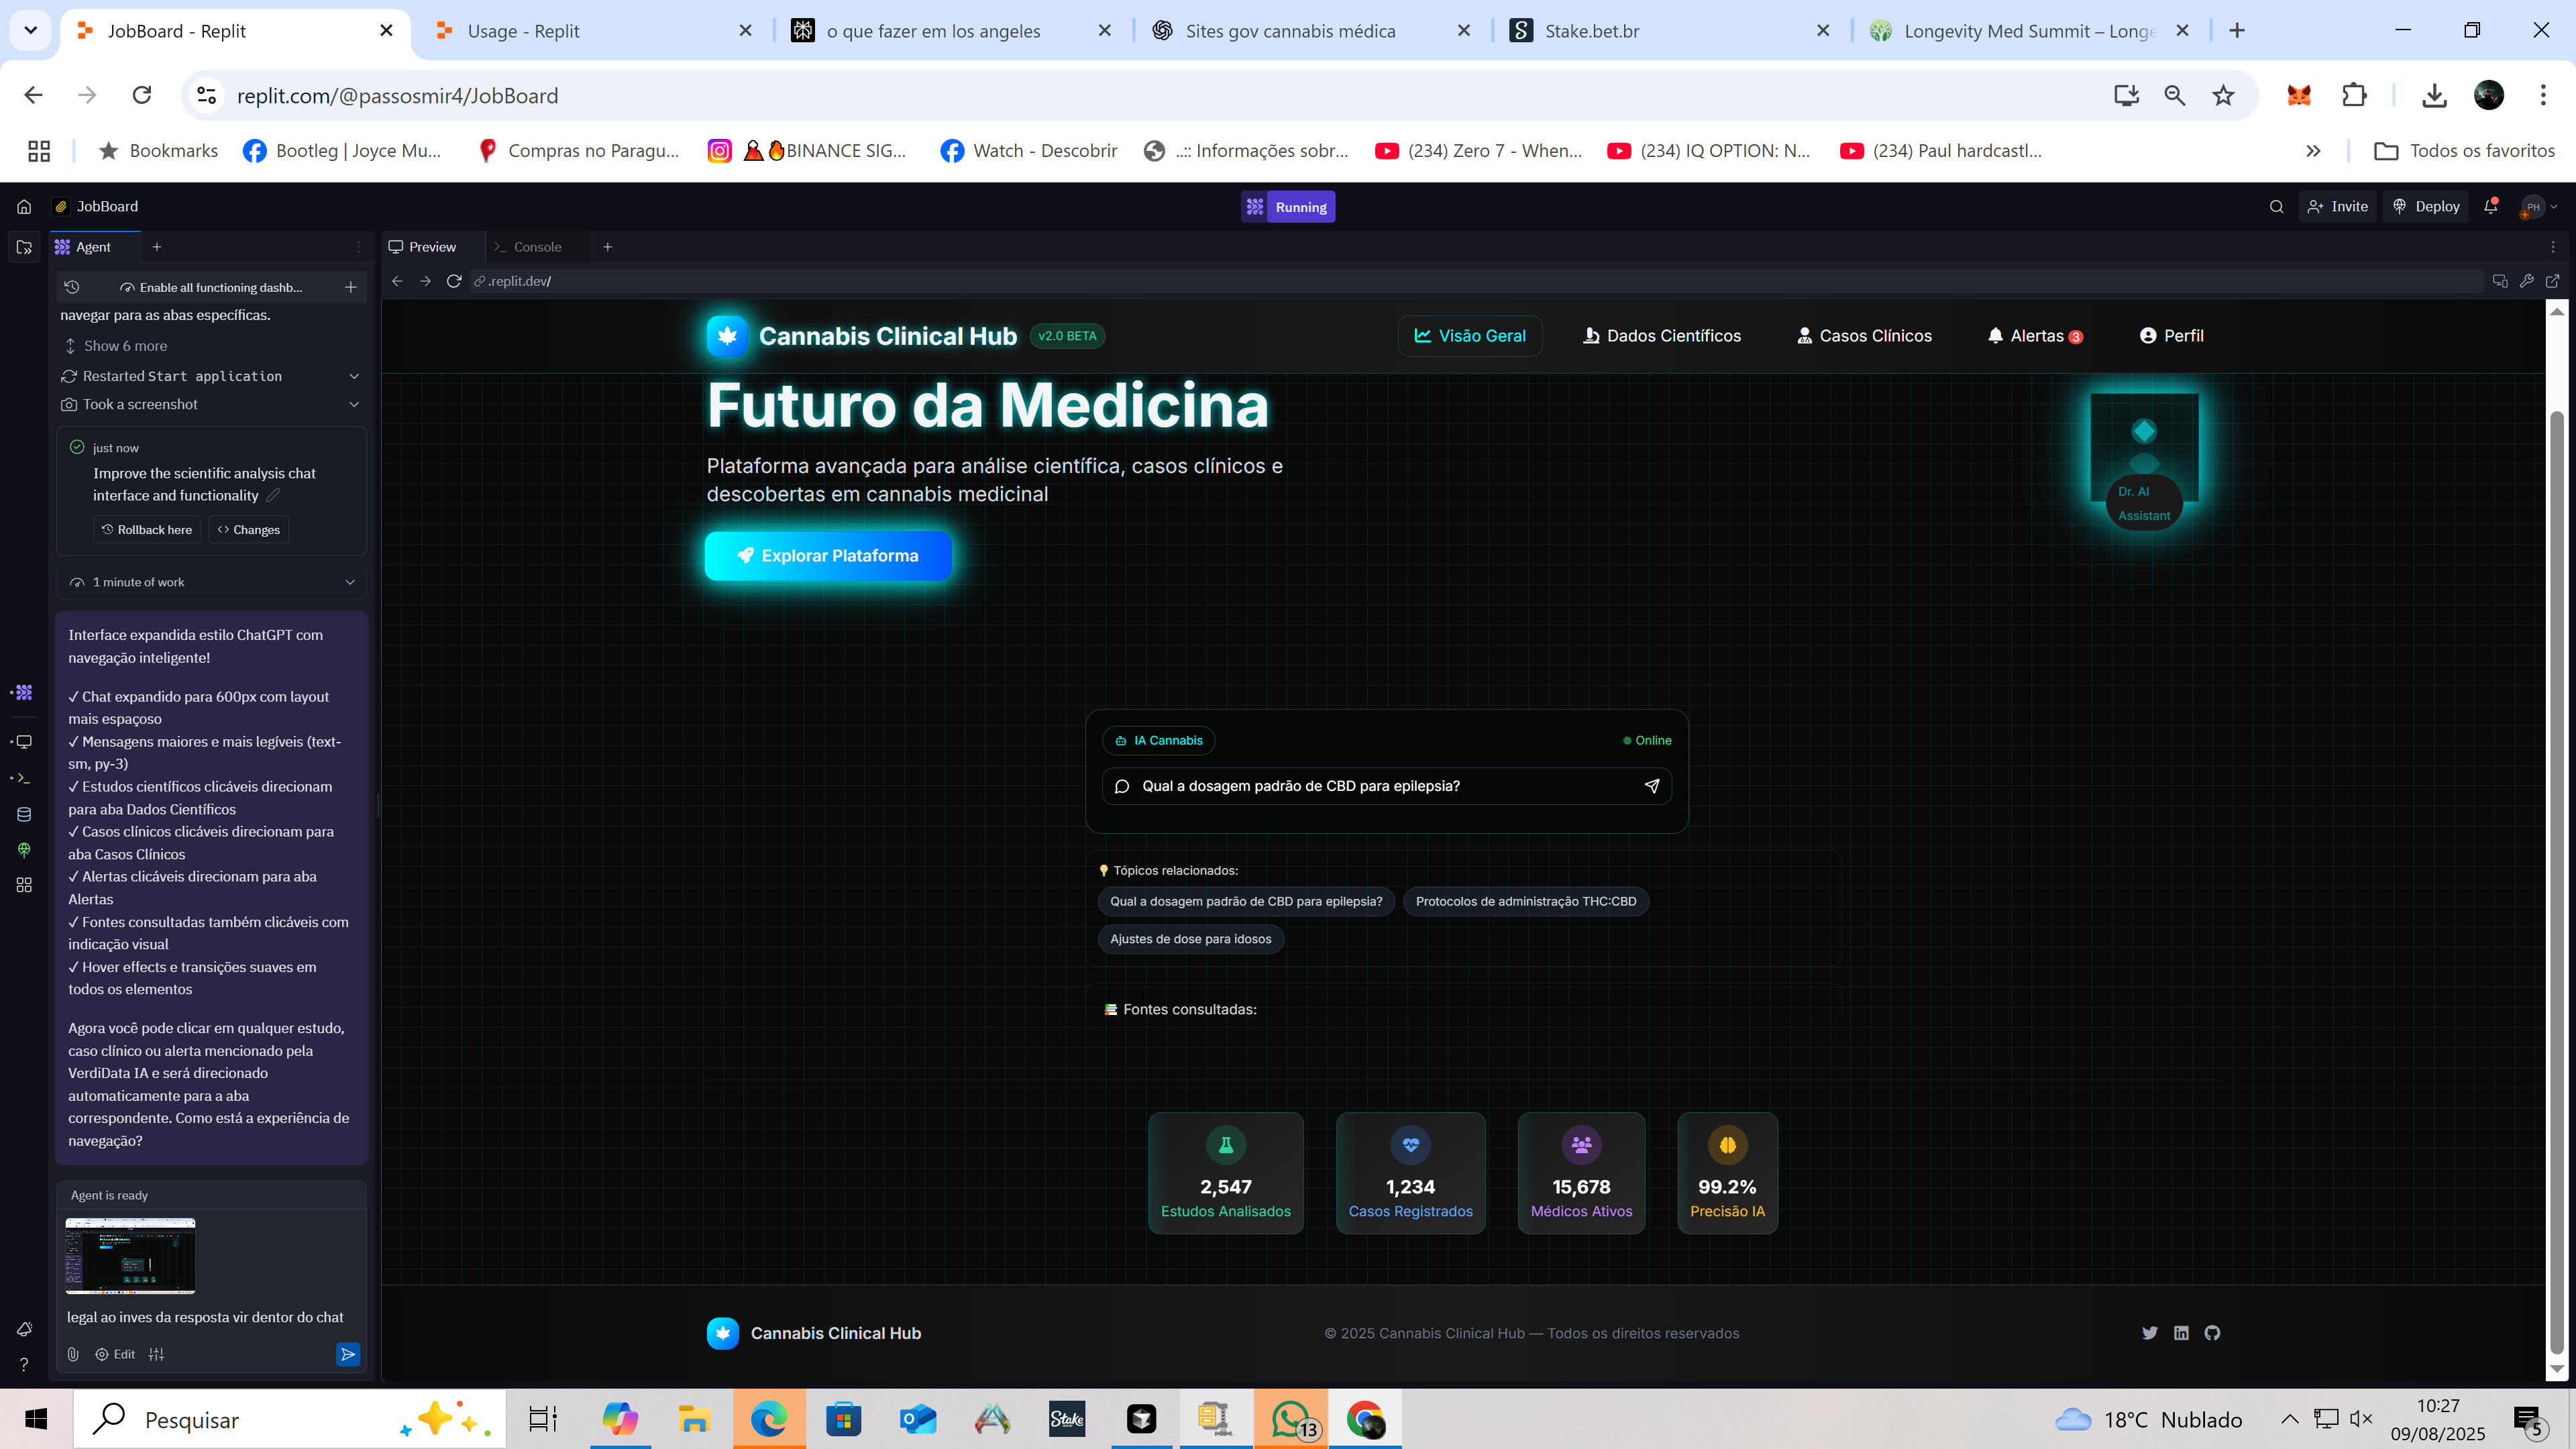 JobBoard - Replit
Usage - Replit
o que fazer em los angeles
Sites gov cannabis médica
Stake.bet.br
Longevity Med Summit – Longe
replit.com/@passosmir4/JobBoard
Bookmarks
Bootleg | Joyce Mu...
Compras no Paragu...
BINANCE SIG...
Watch - Descobrir
..:: Informações sobr...
(234) Zero 7 - When...
(234) IQ OPTION: N...
(234) Paul hardcastl...
Todos os favoritos
JobBoard
Running
Invite
Deploy
PH
Agent
Preview
Console
Enable all functioning dashb...
.replit.dev/
navegar para as abas específicas.
Show 6 more
Restarted Start application
Took a screenshot
just now
Improve the scientific analysis chat
interface and functionality
Rollback here
Changes
1 minute of work
Interface expandida estilo ChatGPT com
navegação inteligente!
✓ Chat expandido para 600px com layout
mais espaçoso
✓ Mensagens maiores e mais legíveis (text-
sm, py-3)
✓ Estudos científicos clicáveis direcionam
para aba Dados Científicos
✓ Casos clínicos clicáveis direcionam para
aba Casos Clínicos
✓ Alertas clicáveis direcionam para aba
Alertas
✓ Fontes consultadas também clicáveis com
indicação visual
✓ Hover effects e transições suaves em
todos os elementos
Agora você pode clicar em qualquer estudo,
caso clínico ou alerta mencionado pela
VerdiData IA e será direcionado
automaticamente para a aba
correspondente. Como está a experiência de
navegação?
Agent is ready
legal ao inves da resposta vir dentor do chat
Edit
Cannabis Clinical Hub
v2.0 BETA
Visão Geral
Dados Científicos
Casos Clínicos
Alertas 3
Perfil
Futuro da Medicina
Plataforma avançada para análise científica, casos clínicos e
descobertas em cannabis medicinal
Explorar Plataforma
Dr. AI
Assistant
IA Cannabis
Online
Qual a dosagem padrão de CBD para epilepsia?
Tópicos relacionados:
Qual a dosagem padrão de CBD para epilepsia?
Protocolos de administração THC:CBD
Ajustes de dose para idosos
Fontes consultadas:
2,547
Estudos Analisados
1,234
Casos Registrados
15,678
Médicos Ativos
99.2%
Precisão IA
Cannabis Clinical Hub
© 2025 Cannabis Clinical Hub — Todos os direitos reservados
Pesquisar
Stake
13
18°C Nublado
10:27
09/08/2025
5